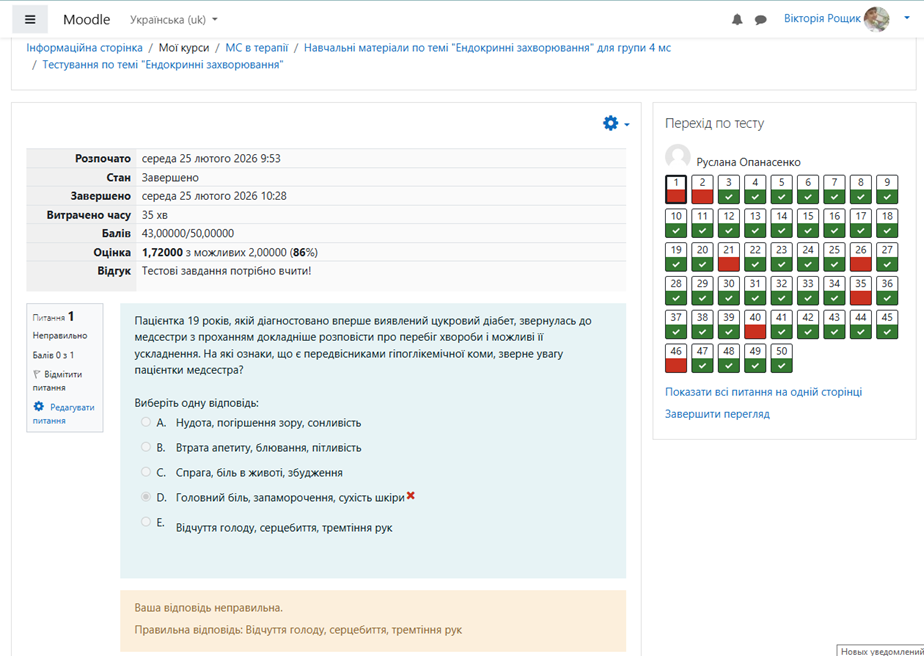 Moodle Українська (uk) Вікторія Рощик
Інформаційна сторінка / Мої курси / МС в терапії / Навчальні матеріали по темі "Ендокринні захворювання" для групи 4 мс
/ Тестування по темі "Ендокринні захворювання"
Розпочато середа 25 лютого 2026 9:53
Стан Завершено
Завершено середа 25 лютого 2026 10:28
Витрачено часу 35 хв
Балів 43,00000/50,00000
Оцінка 1,72000 з можливих 2,00000 (86%)
Відгук Тестові завдання потрібно вчити!
Питання 1
Неправильно
Балів 0 з 1
Відмітити
питання
Редагувати
питання
Пацієнтка 19 років, якій діагностовано вперше виявлений цукровий діабет, звернулась до
медсестри з проханням докладніше розповісти про перебіг хвороби і можливі її
ускладнення. На які ознаки, що є передвісниками гіпоглікемічної коми, зверне увагу
пацієнтки медсестра?
Виберіть одну відповідь:
A. Нудота, погіршення зору, сонливість
B. Втрата апетиту, блювання, пітливість
C. Спрага, біль в животі, збудження
D. Головний біль, запаморочення, сухість шкіри
E. Відчуття голоду, серцебиття, тремтіння рук
Ваша відповідь неправильна.
Правильна відповідь: Відчуття голоду, серцебиття, тремтіння рук
Перехід по тесту
Руслана Опанасенко
1 2 3 4 5 6 7 8 9
10 11 12 13 14 15 16 17 18
19 20 21 22 23 24 25 26 27
28 29 30 31 32 33 34 35 36
37 38 39 40 41 42 43 44 45
46 47 48 49 50
Показати всі питання на одній сторінці
Завершити перегляд
Новых уведомлений